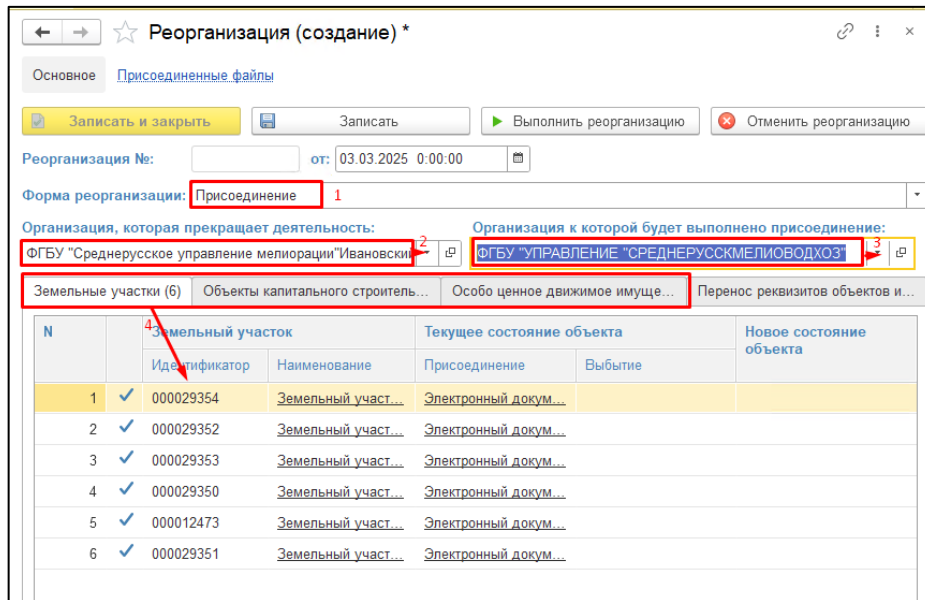 Реорганизация (создание) *
Основное Присоединенные файлы
Записать и закрыть Записать Выполнить реорганизацию Отменить реорганизацию
Реорганизация №: от: 03.03.2025 0:00:00
Форма реорганизации: Присоединение 1
Организация, которая прекращает деятельность: Организация к которой будет выполнено присоединение:
ФГБУ "Среднерусское управление мелиорации"Ивановски 2 ФГБУ "УПРАВЛЕНИЕ "СРЕДНЕРУССКМЕЛИОВОДХОЗ" 3
Земельные участки (6) Объекты капитального строитель... Особо ценное движимое имуще... Перенос реквизитов объектов и...
N 4 Земельный участок Текущее состояние объекта Новое состояние
объекта
Идентификатор Наименование Присоединение Выбытие
1 000029354 Земельный участ... Электронный докум...
2 000029352 Земельный участ... Электронный докум...
3 000029353 Земельный участ... Электронный докум...
4 000029350 Земельный участ... Электронный докум...
5 000012473 Земельный участ... Электронный докум...
6 000029351 Земельный участ... Электронный докум...